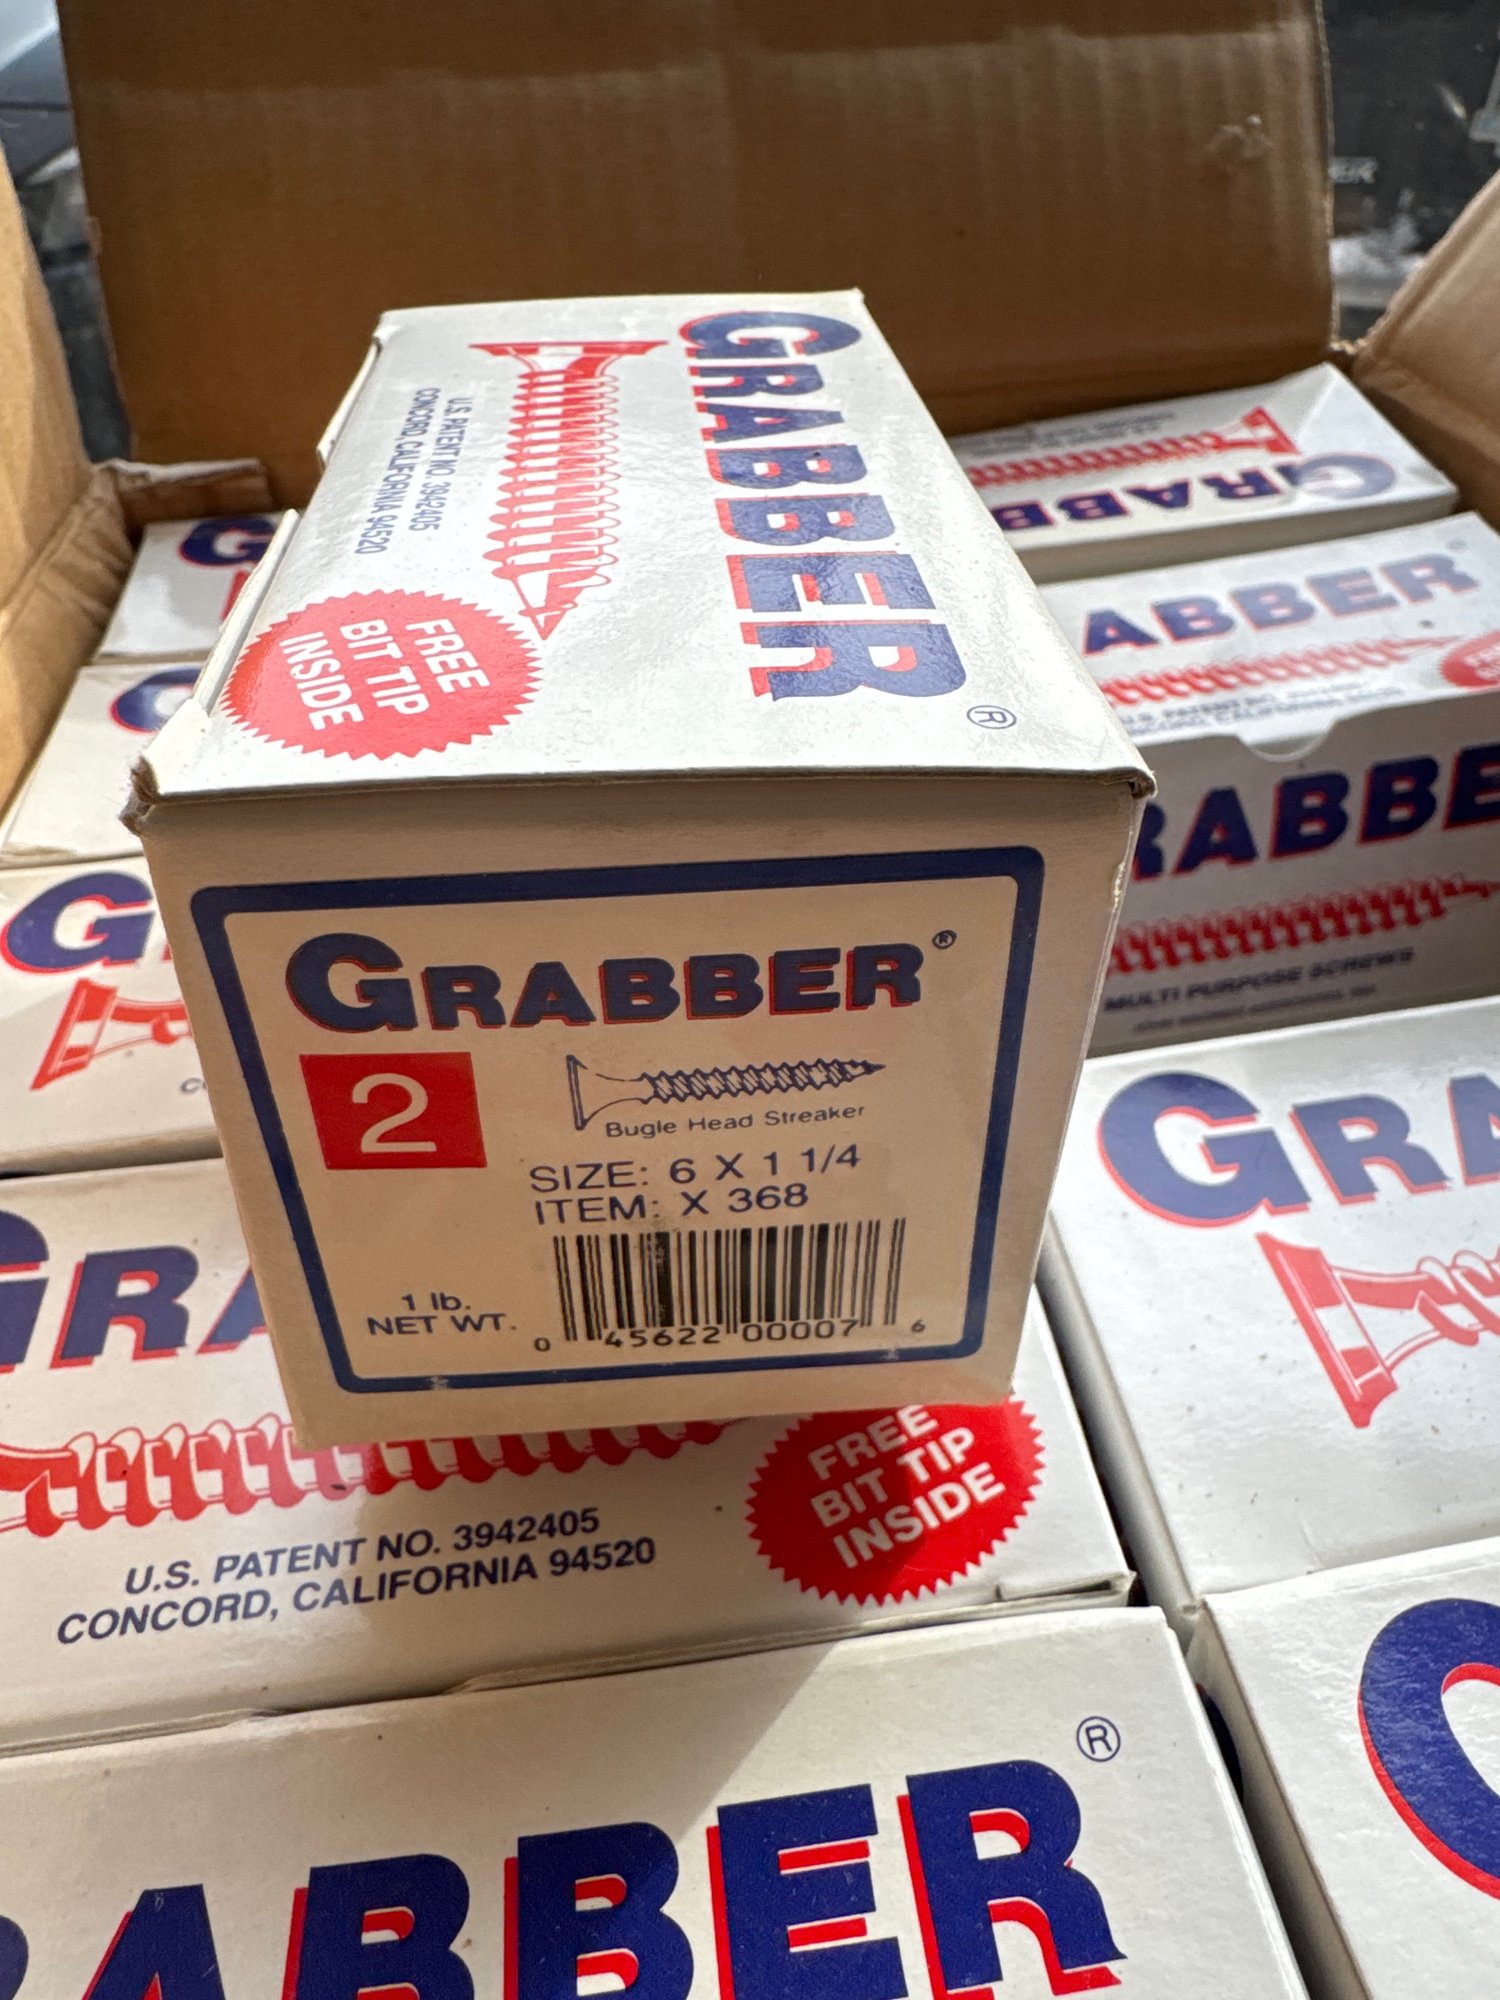 GRABBER®
U.S. PATENT NO. 3942405
CONCORD, CALIFORNIA 94520
FREE
BIT TIP
INSIDE
GRABBER
ABBER
RABBE
MULTI PURPOSE SCREWS
G
G
GRABBER®
2
Bugle Head Streaker
SIZE: 6 X 1 1/4
ITEM: X 368
1 lb.
NET WT.
0 45622 00007 6
GRA
GRA
U.S. PATENT NO. 3942405
CONCORD, CALIFORNIA 94520
FREE
BIT TIP
INSIDE
RABBER®